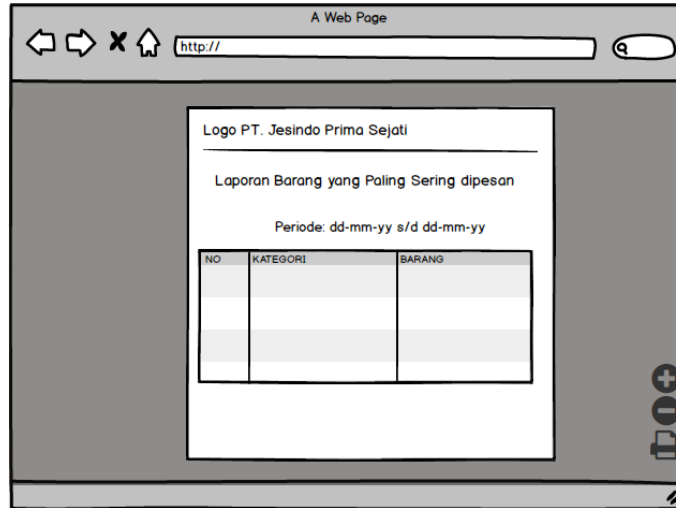 A Web Page
http://
Logo PT. Jesindo Prima Sejati
Laporan Barang yang Paling Sering dipesan
Periode: dd-mm-yy s/d dd-mm-yy
NO KATEGORI BARANG